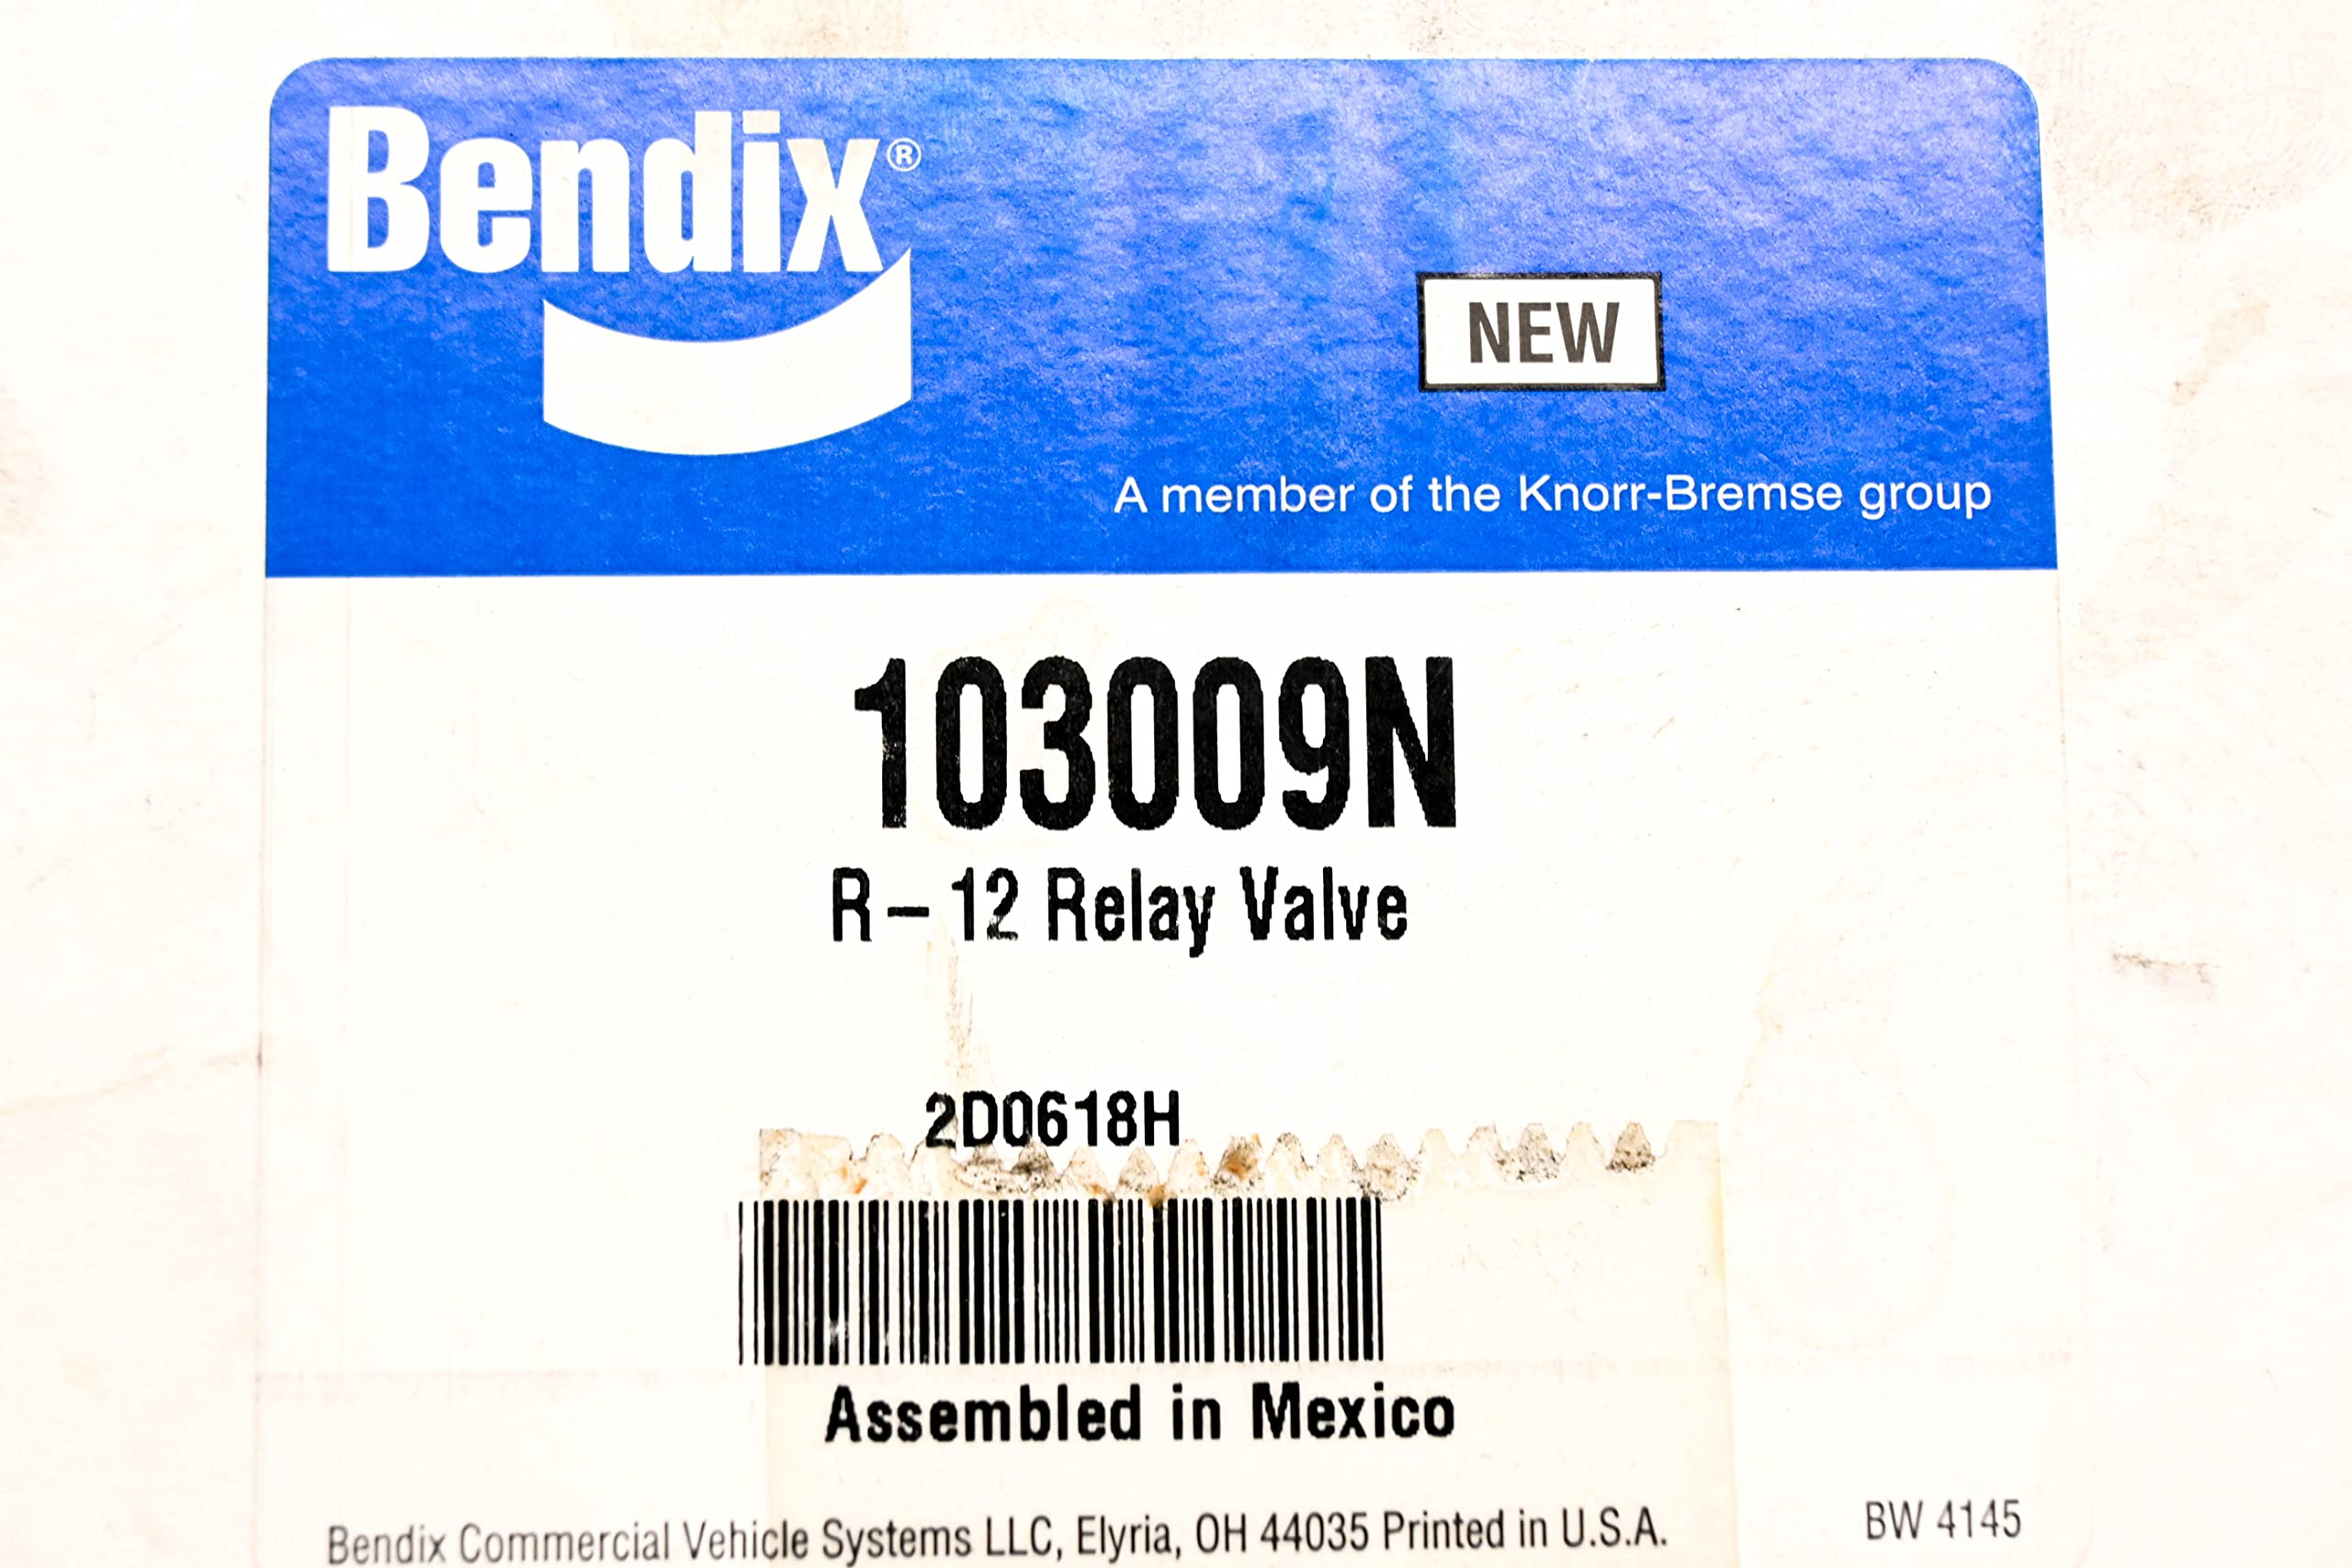 Bendix®
NEW
A member of the Knorr-Bremse group
103009N
R – 12 Relay Valve
2D0618H
Assembled in Mexico
Bendix Commercial Vehicle Systems LLC, Elyria, OH 44035 Printed in U.S.A.
BW 4145